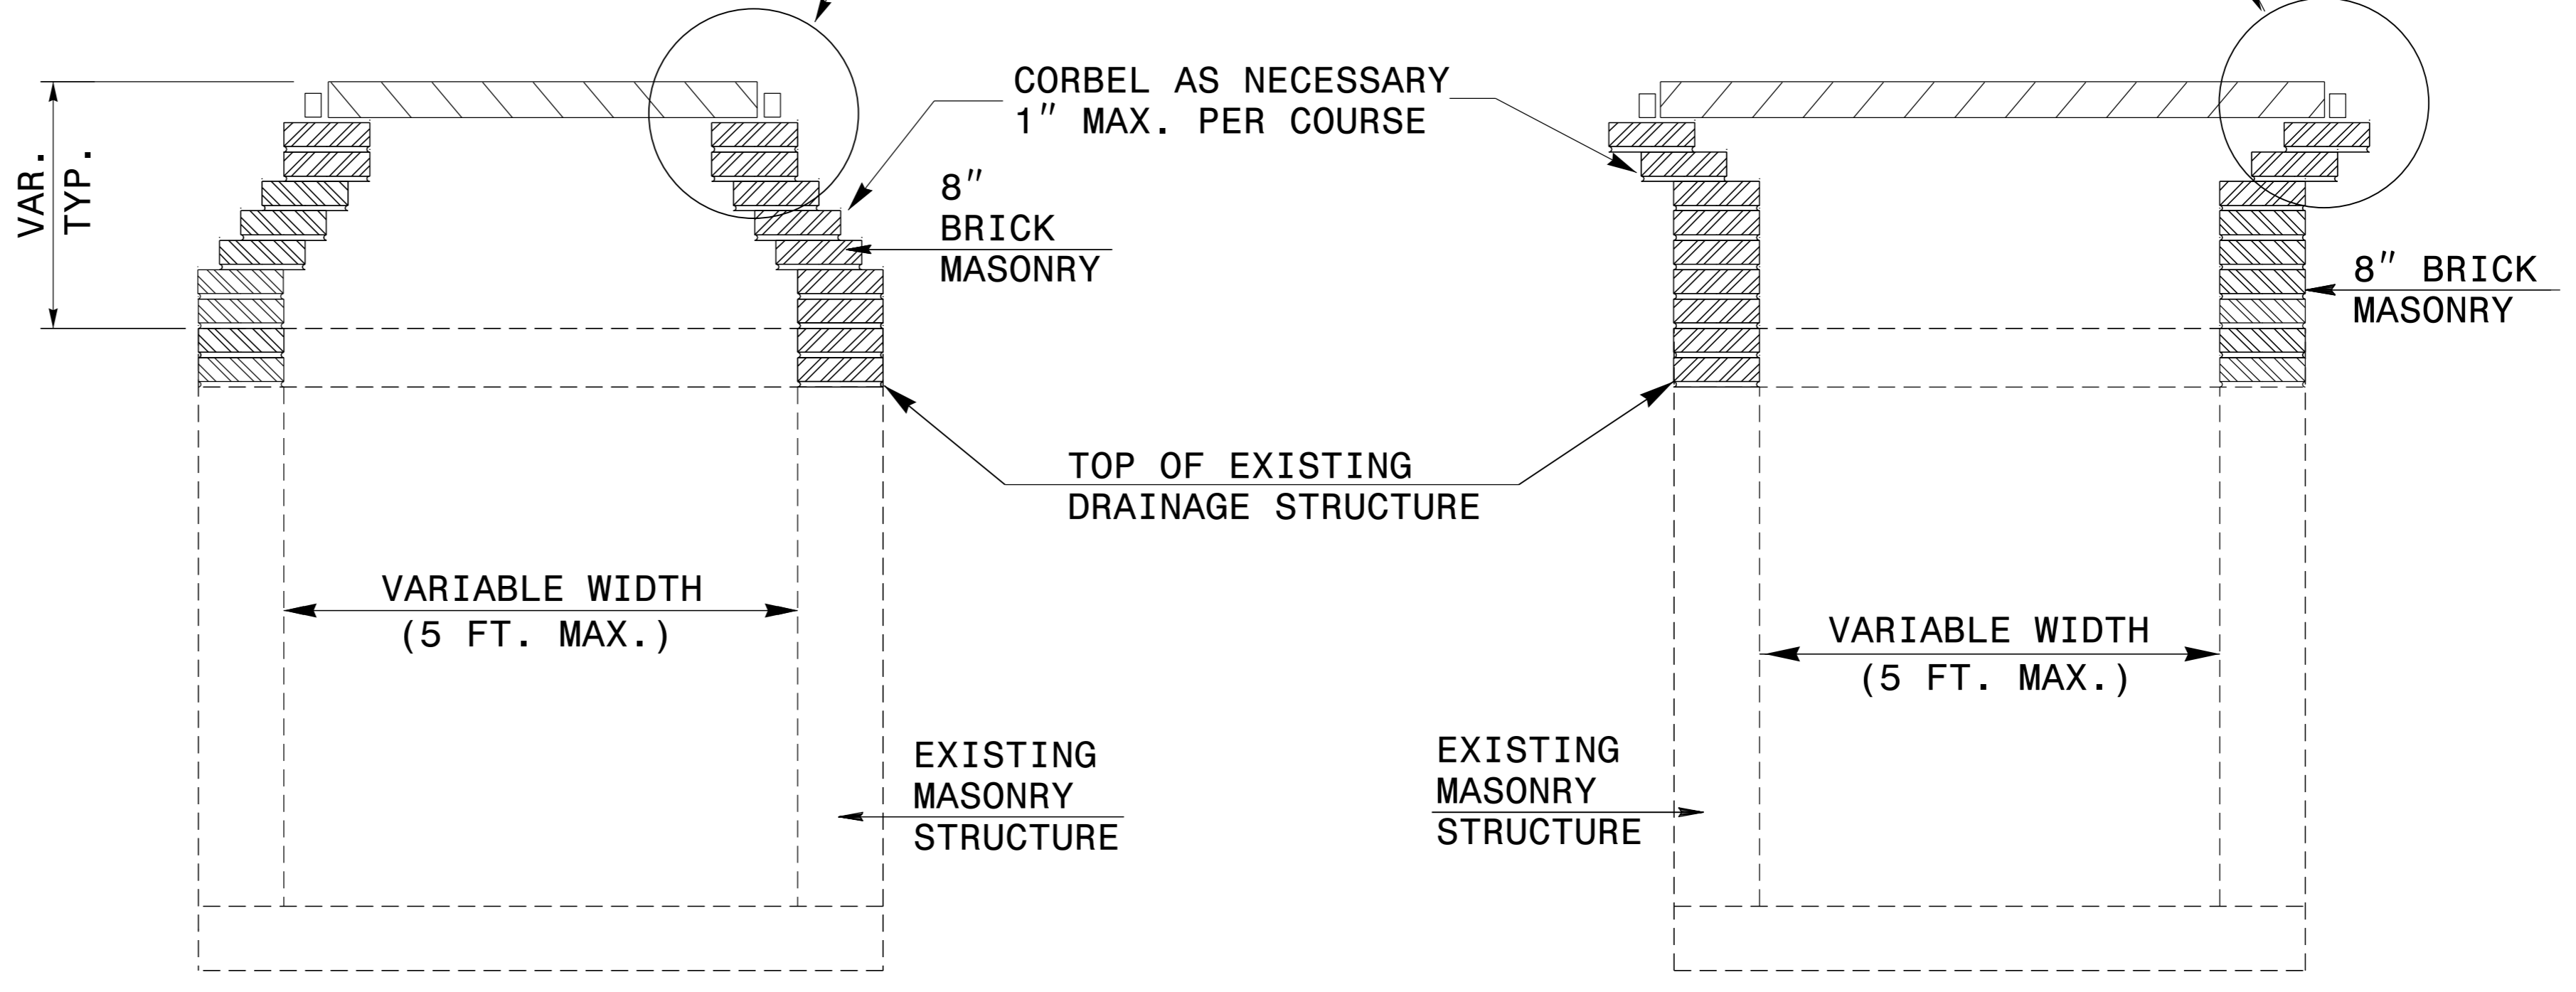 CORBEL AS NECESSARY
1" MAX. PER COURSE
VAR.
TYP.
8"
BRICK
MASONRY
8" BRICK
MASONRY
TOP OF EXISTING
DRAINAGE STRUCTURE
VARIABLE WIDTH
(5 FT. MAX.)
VARIABLE WIDTH
(5 FT. MAX.)
EXISTING
MASONRY
STRUCTURE
EXISTING
MASONRY
STRUCTURE